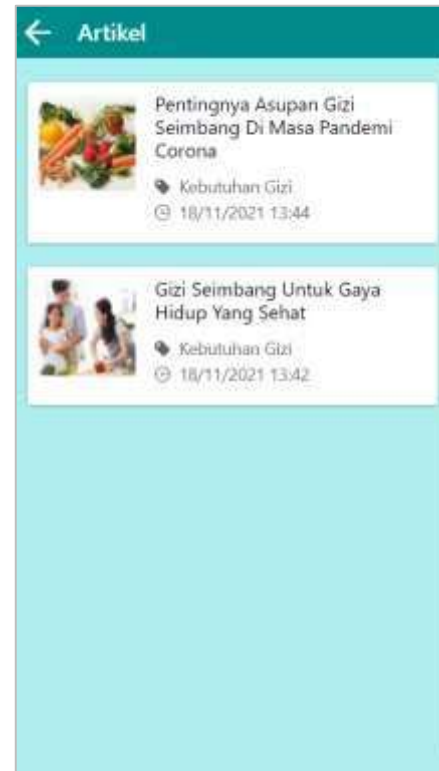 Artikel
Pentingnya Asupan Gizi
Seimbang Di Masa Pandemi
Corona
Kebutuhan Gizi
18/11/2021 13:44
Gizi Seimbang Untuk Gaya
Hidup Yang Sehat
Kebutuhan Gizi
18/11/2021 13:42